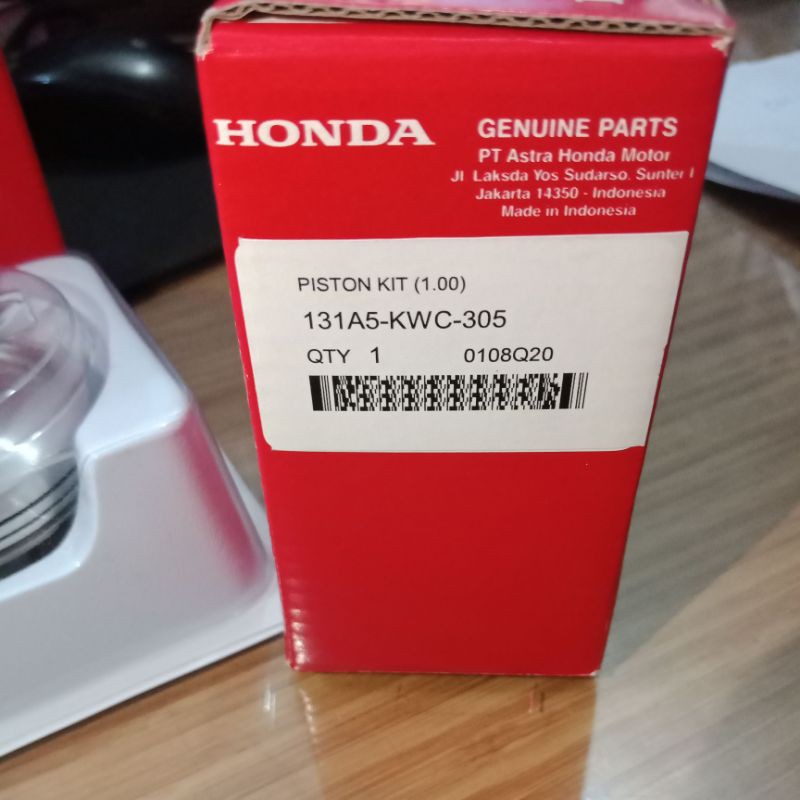 HONDA
GENUINE PARTS
PT Astra Honda Motor
Jl. Laksda Yos Sudarso. Sunter I
Jakarta 14350 - Indonesia
Made in Indonesia
PISTON KIT (1.00)
131A5-KWC-305
QTY 1 0108Q20